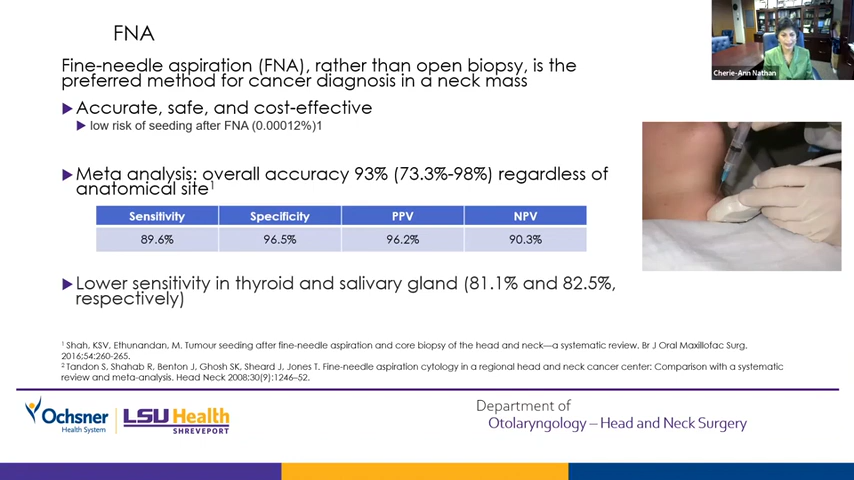 FNA
Fine-needle aspiration (FNA), rather than open biopsy, is the
preferred method for cancer diagnosis in a neck mass
Accurate, safe, and cost-effective
low risk of seeding after FNA (0.00012%)1
Meta analysis: overall accuracy 93% (73.3%-98%) regardless of
anatomical site1
Sensitivity Specificity PPV NPV
89.6% 96.5% 96.2% 90.3%
Lower sensitivity in thyroid and salivary gland (81.1% and 82.5%,
respectively)
1 Shah, KSV, Ethunandan, M. Tumour seeding after fine-needle aspiration and core biopsy of the head and neck—a systematic review. Br J Oral Maxillofac Surg.
2016;54:260-265.
2 Tandon S, Shahab R, Benton J, Ghosh SK, Sheard J, Jones T. Fine-needle aspiration cytology in a regional head and neck cancer center: Comparison with a systematic
review and meta-analysis. Head Neck 2008;30(9):1246–52.
Ochsner
Health System
LSU Health
SHREVEPORT
Department of
Otolaryngology – Head and Neck Surgery
Cherie-Ann Nathan